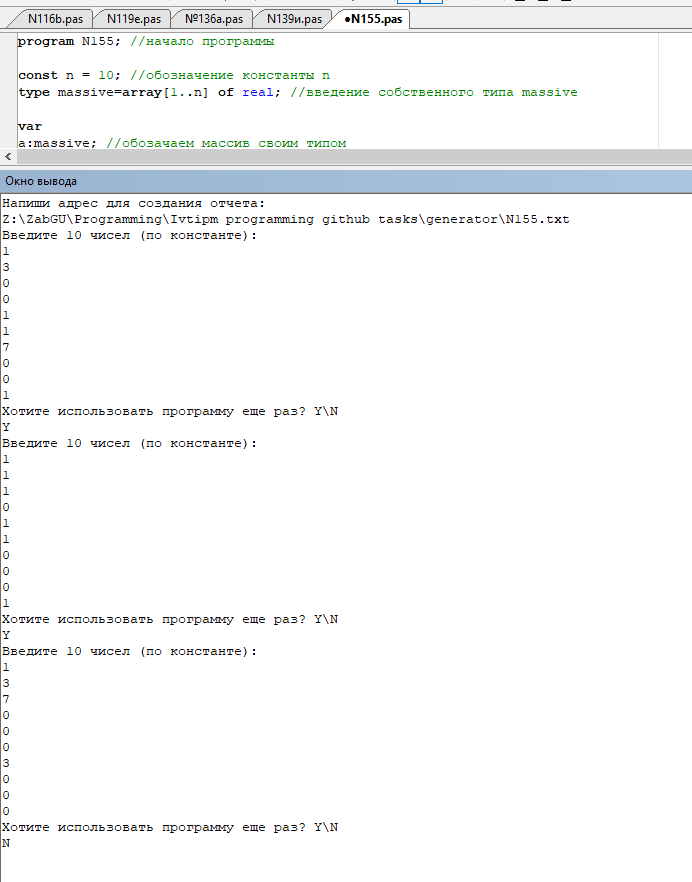 N116b.pas N119e.pas №136a.pas N139и.pas ●N155.pas
program N155; //начало программы
const n = 10; //обозначение константы n
type massive=array[1..n] of real; //введение собственного типа massive
var
a:massive; //обозачаем массив своим типом
Окно вывода
Напиши адрес для создания отчета:
Z:\ZabGU\Programming\Ivtipm programming github tasks\generator\N155.txt
Введите 10 чисел (по константе):
1
3
0
0
1
1
7
0
0
1
Хотите использовать программу еще раз? Y\N
Y
Введите 10 чисел (по константе):
1
1
1
0
1
1
0
0
0
1
Хотите использовать программу еще раз? Y\N
Y
Введите 10 чисел (по константе):
1
3
7
0
0
0
3
0
0
0
Хотите использовать программу еще раз? Y\N
N